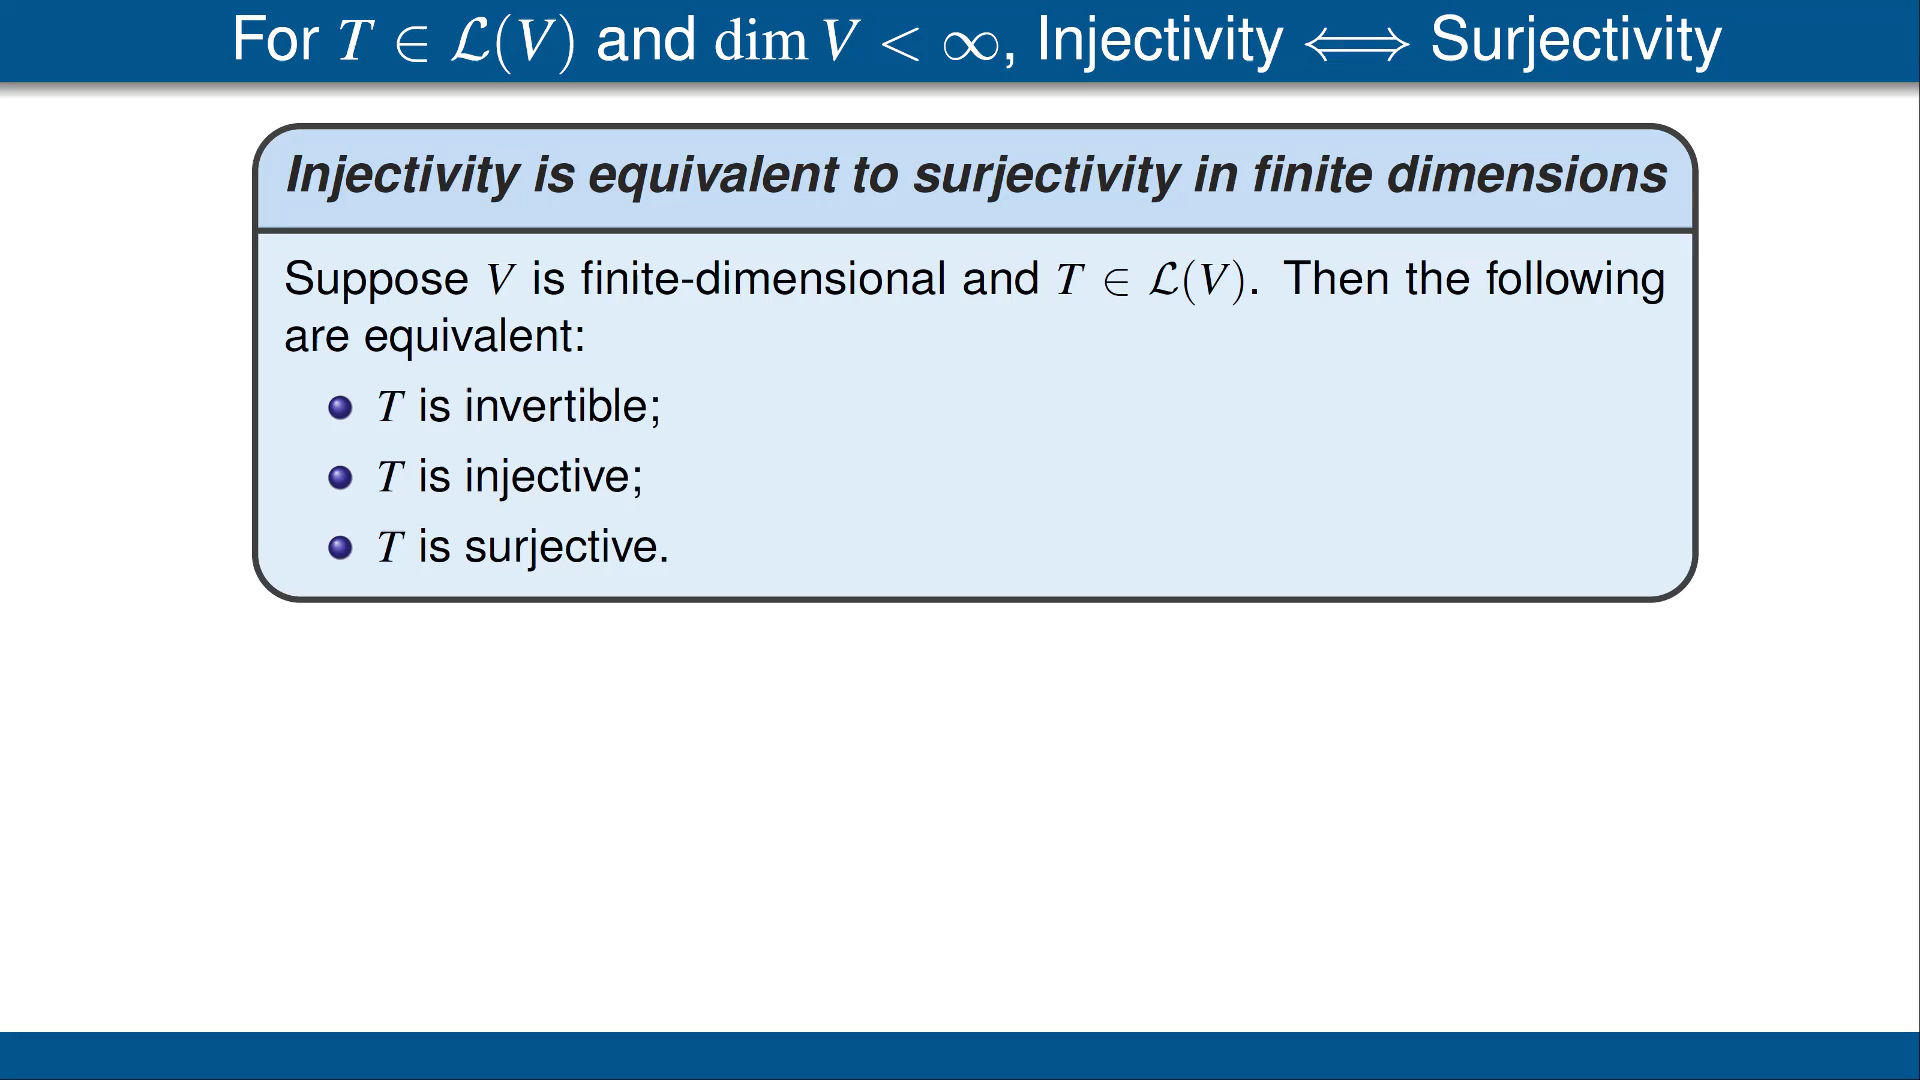 For T ∈ ℒ(V) and dim V < ∞, Injectivity ⟺ Surjectivity
Injectivity is equivalent to surjectivity in finite dimensions
Suppose V is finite-dimensional and T ∈ ℒ(V). Then the following
are equivalent:
T is invertible;
T is injective;
T is surjective.